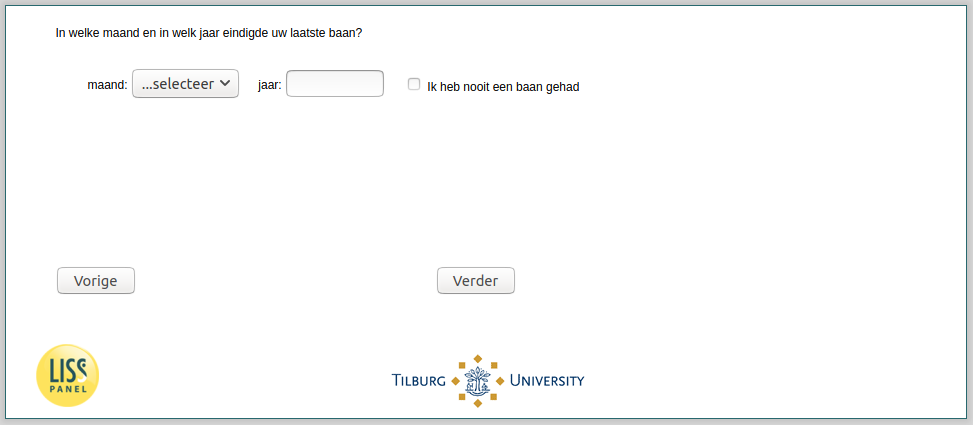 In welke maand en in welk jaar eindigde uw laatste baan?
maand: ...selecteer jaar: Ik heb nooit een baan gehad
Vorige Verder
LISS
PANEL
TILBURG UNIVERSITY